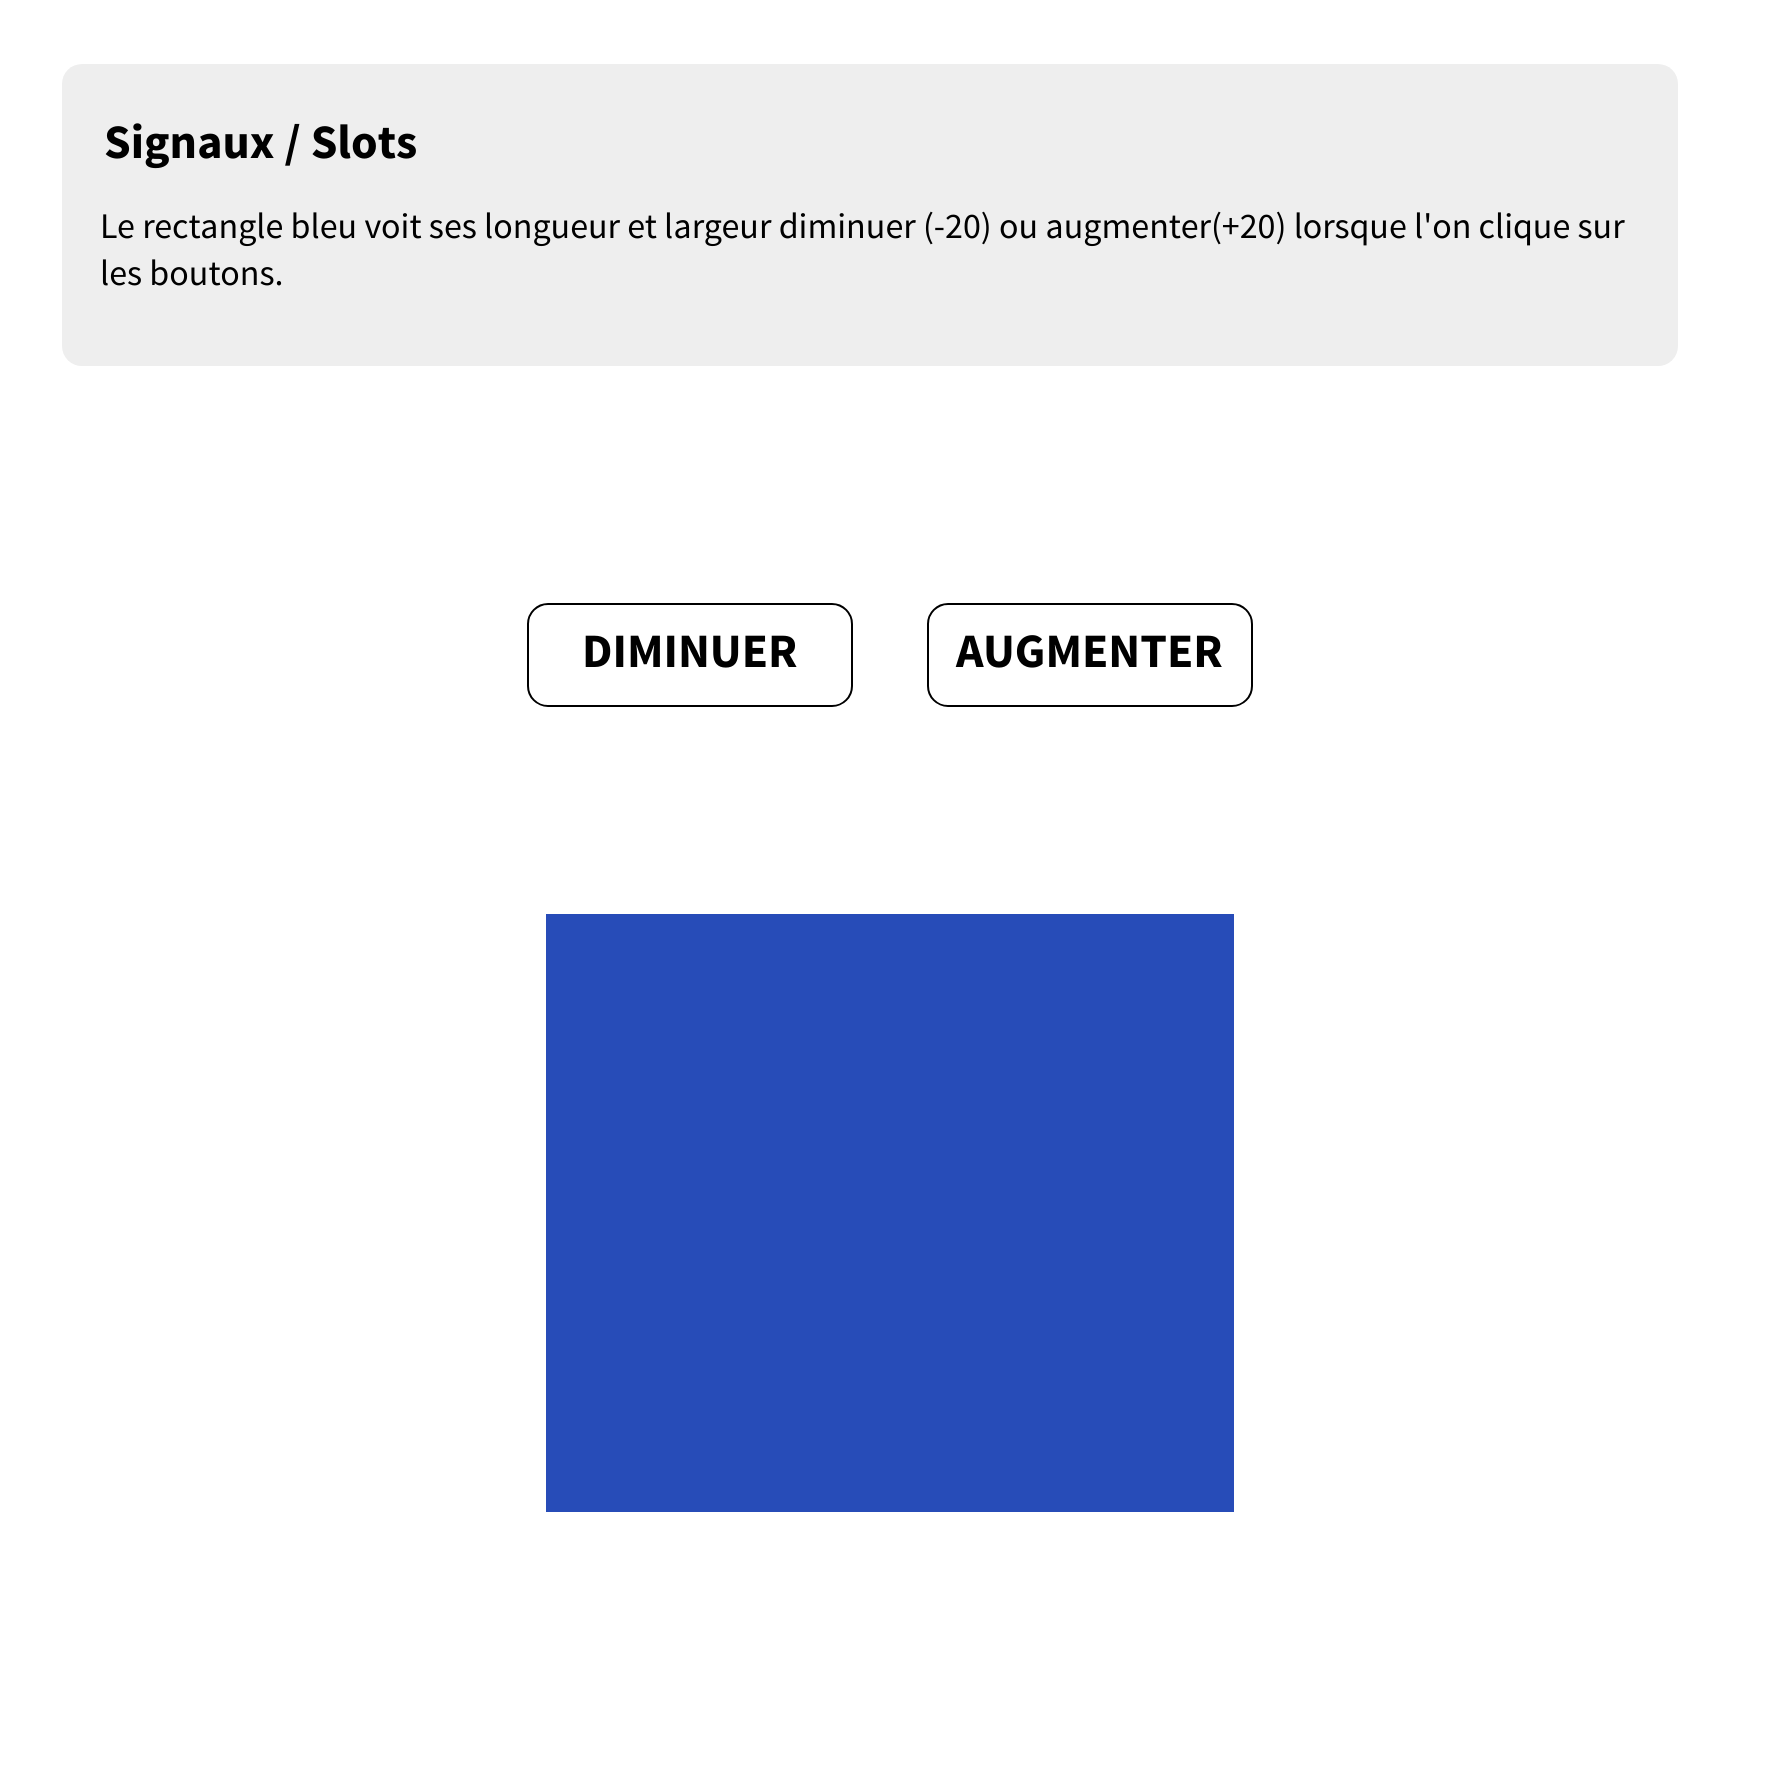 Signaux / Slots
Le rectangle bleu voit ses longueur et largeur diminuer (-20) ou augmenter(+20) lorsque l'on clique sur
les boutons.
DIMINUER
AUGMENTER